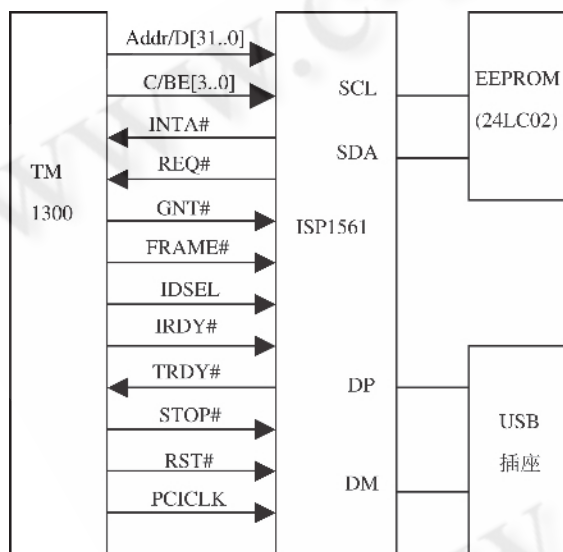 TM
1300
Addr/D[31..0]
C/BE[3..0]
INTA#
REQ#
GNT#
FRAME#
IDSEL
IRDY#
TRDY#
STOP#
RST#
PCICLK
ISP1561
SCL
SDA
DP
DM
EEPROM
(24LC02)
USB
插座